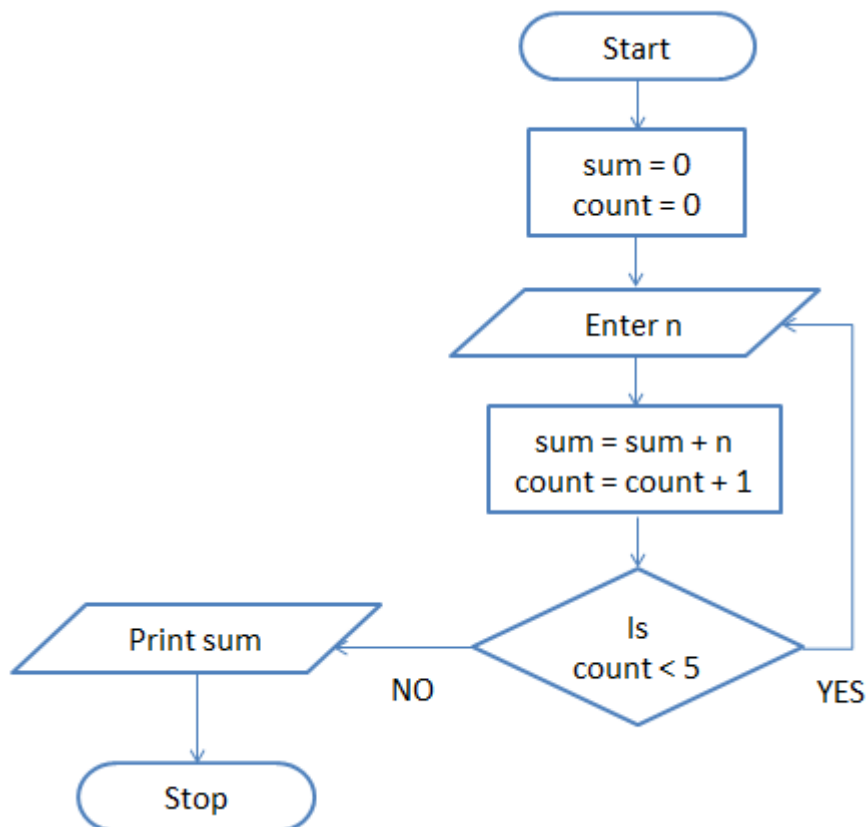 Start
sum = 0
count = 0
Enter n
sum = sum + n
count = count + 1
Is
count < 5
YES
NO
Print sum
Stop